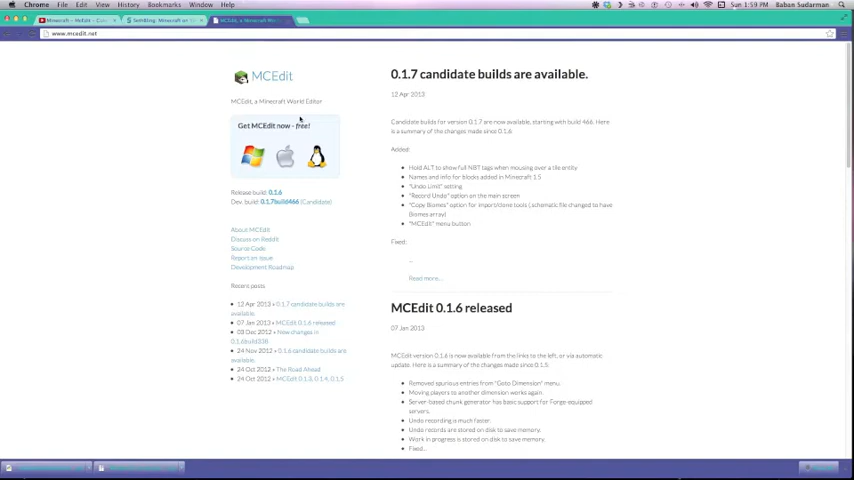 Chrome File Edit View History Bookmarks Window Help
Sun 1:59 PM Baban Sudarman
www.mcedit.net
MCEdit
MCEdit, a Minecraft World Editor
Get MCEdit now - free!
Release build: 0.1.6
Dev. build: 0.1.7build466 (Candidate)
About MCEdit
Discuss on Reddit
Source Code
Report an Issue
Development Roadmap
Recent posts
12 Apr 2013 » 0.1.7 candidate builds are
available.
07 Jan 2013 » MCEdit 0.1.6 released
03 Dec 2012 » New changes in
0.1.6build338
24 Nov 2012 » 0.1.6 candidate builds are
available.
24 Oct 2012 » The Road Ahead
24 Oct 2012 » MCEdit 0.1.3, 0.1.4, 0.1.5
0.1.7 candidate builds are available.
12 Apr 2013
Candidate builds for version 0.1.7 are now available, starting with build 466. Here
is a summary of the changes made since 0.1.6
Added:
Hold ALT to show full NBT tags when mousing over a tile entity
Names and info for blocks added in Minecraft 1.5
"Undo Limit" setting
"Record Undo" option on the main screen
"Copy Biomes" option for import/clone tools ( schematic file changed to have
Biomes array)
"MCEdit" menu button
Fixed:
...
Read more...
MCEdit 0.1.6 released
07 Jan 2013
MCEdit version 0.1.6 is now available from the links to the left, or via automatic
update. Here is a summary of the changes made since 0.1.5
Removed spurious entries from "Goto Dimension" menu.
Moving players to another dimension works again.
Server-based chunk generator has basic support for Forge-equipped
servers.
Undo recording is much faster.
Undo records are stored on disk to save memory.
Work in progress is stored on disk to save memory.
Fixed...